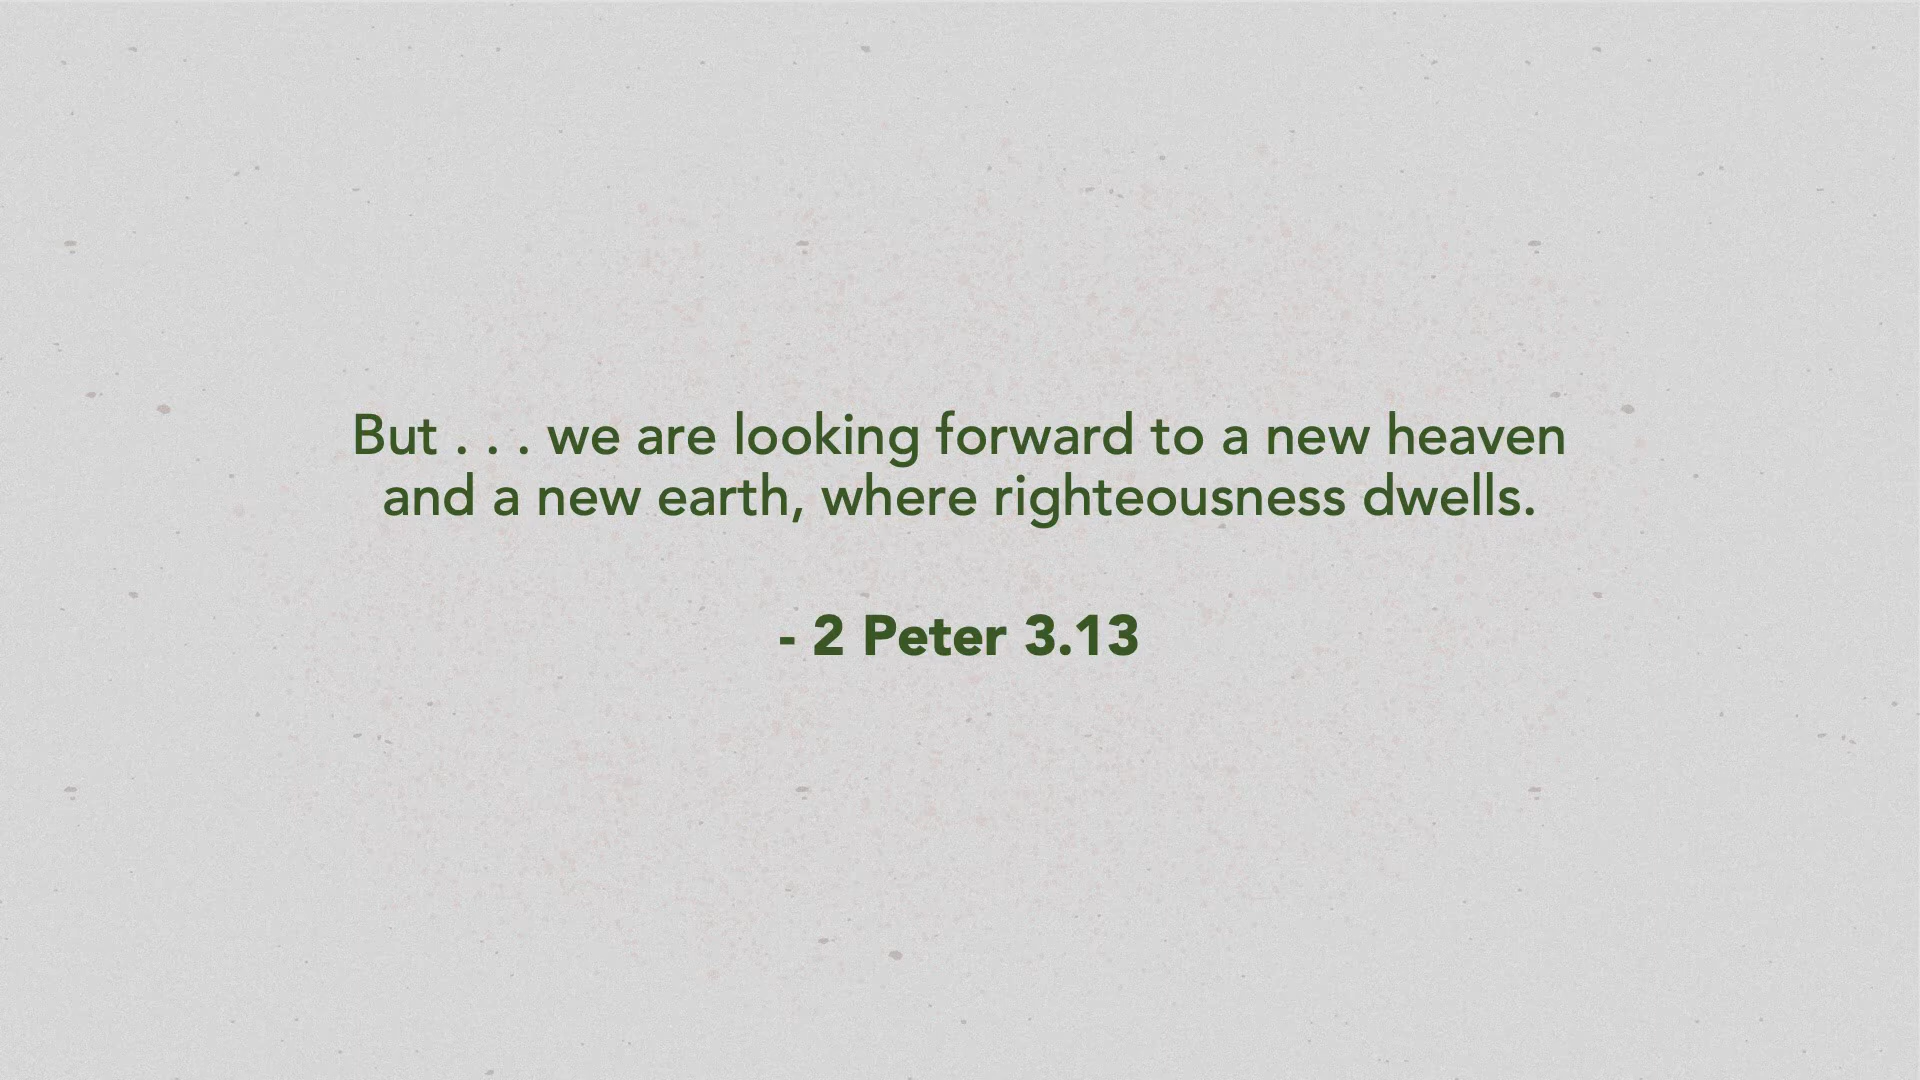 But . . . we are looking forward to a new heaven
and a new earth, where righteousness dwells.
- 2 Peter 3.13